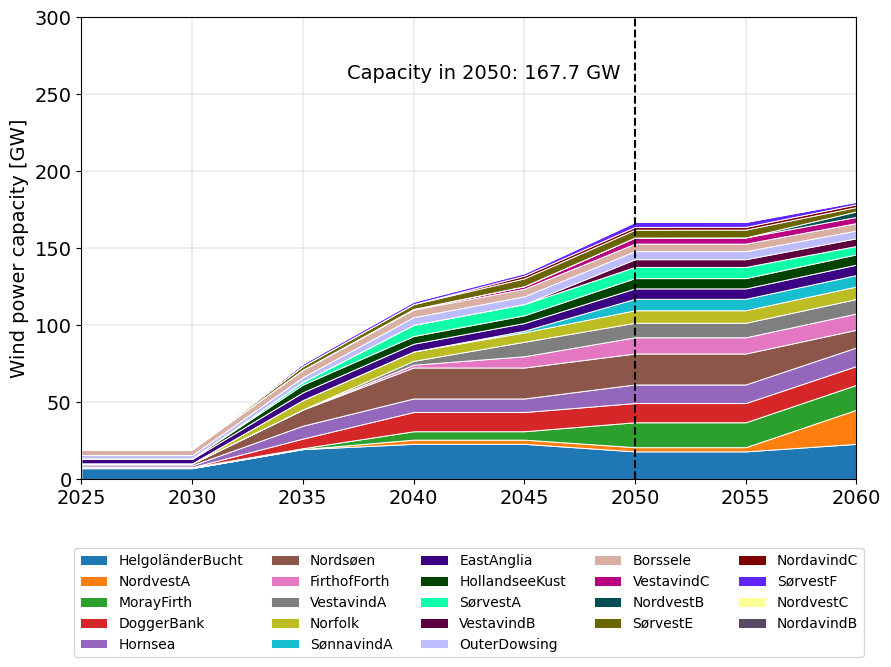 300
250
200
150
100
50
0
Wind power capacity [GW]
Capacity in 2050: 167.7 GW
2025 2030 2035 2040 2045 2050 2055 2060
HelgoländerBucht Nordsøen EastAnglia Borssele NordavindC
NordvestA FirthofForth HollandseeKust VestavindC SørvestF
MorayFirth VestavindA SørvestA NordvestB NordvestC
DoggerBank Norfolk VestavindB SørvestE NordavindB
Hornsea SønnavindA OuterDowsing